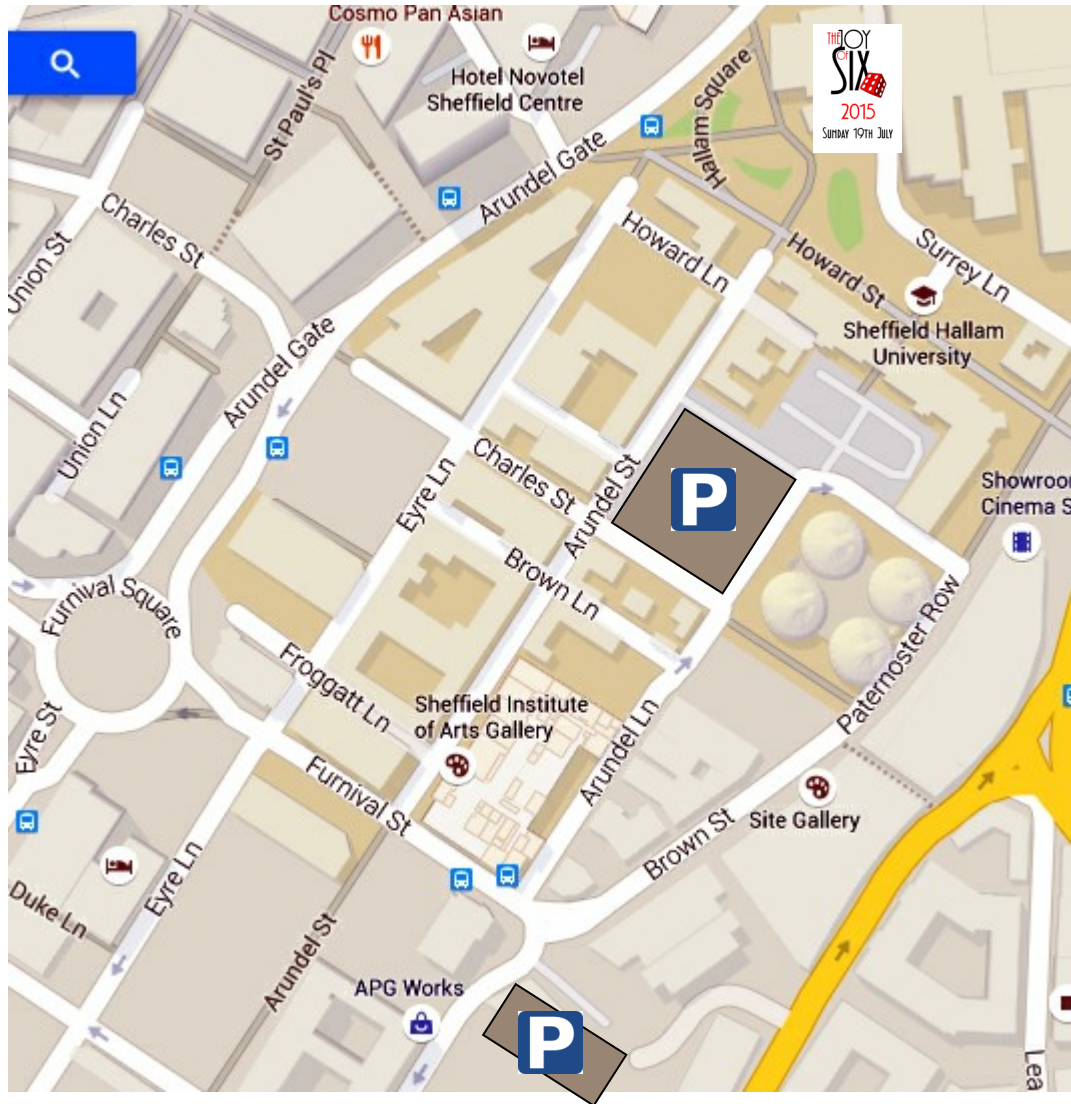 Cosmo Pan Asian
Hotel Novotel
Sheffield Centre
St Paul's Pl
Hallam Square
THE JOY
OF
SIX
2015
SUNDAY 19TH JULY
Arundel Gate
Charles St
Union St
Howard Ln
Howard St
Surrey Ln
Sheffield Hallam
University
Arundel Gate
Union Ln
Charles St
Eyre Ln
Arundel St
P
Showroo
Cinema S
Brown Ln
Furnival Square
Froggatt Ln
Paternoster Row
Sheffield Institute
of Arts Gallery
Eyre St
Furnival St
Arundel Ln
Site Gallery
Brown St
Eyre Ln
Duke Ln
Arundel St
APG Works
P
Lea